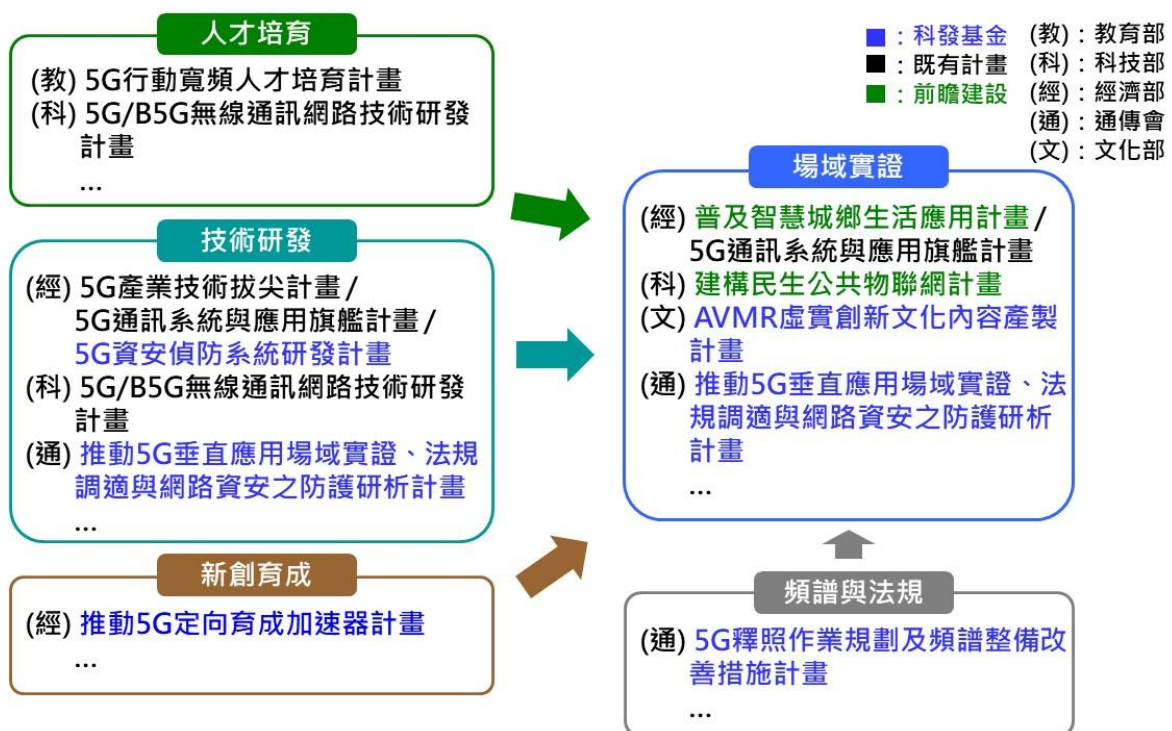 人才培育
(教) 5G行動寬頻人才培育計畫
(科) 5G/B5G無線通訊網路技術研發
計畫
...
技術研發
(經) 5G產業技術拔尖計畫/
5G通訊系統與應用旗艦計畫/
5G資安偵防系統研發計畫
(科) 5G/B5G無線通訊網路技術研發
計畫
(通) 推動5G垂直應用場域實證、法規
調適與網路資安之防護研析計畫
...
新創育成
(經) 推動5G定向育成加速器計畫
...
■:科發基金
■:既有計畫
■:前瞻建設
(教):教育部
(科):科技部
(經):經濟部
(通):通傳會
(文):文化部
場域實證
(經) 普及智慧城鄉生活應用計畫/
5G通訊系統與應用旗艦計畫
(科) 建構民生公共物聯網計畫
(文) AVMR虛實創新文化內容產製
計畫
(通) 推動5G垂直應用場域實證、法
規調適與網路資安之防護研析
計畫
...
頻譜與法規
(通) 5G釋照作業規劃及頻譜整備改
善措施計畫
...